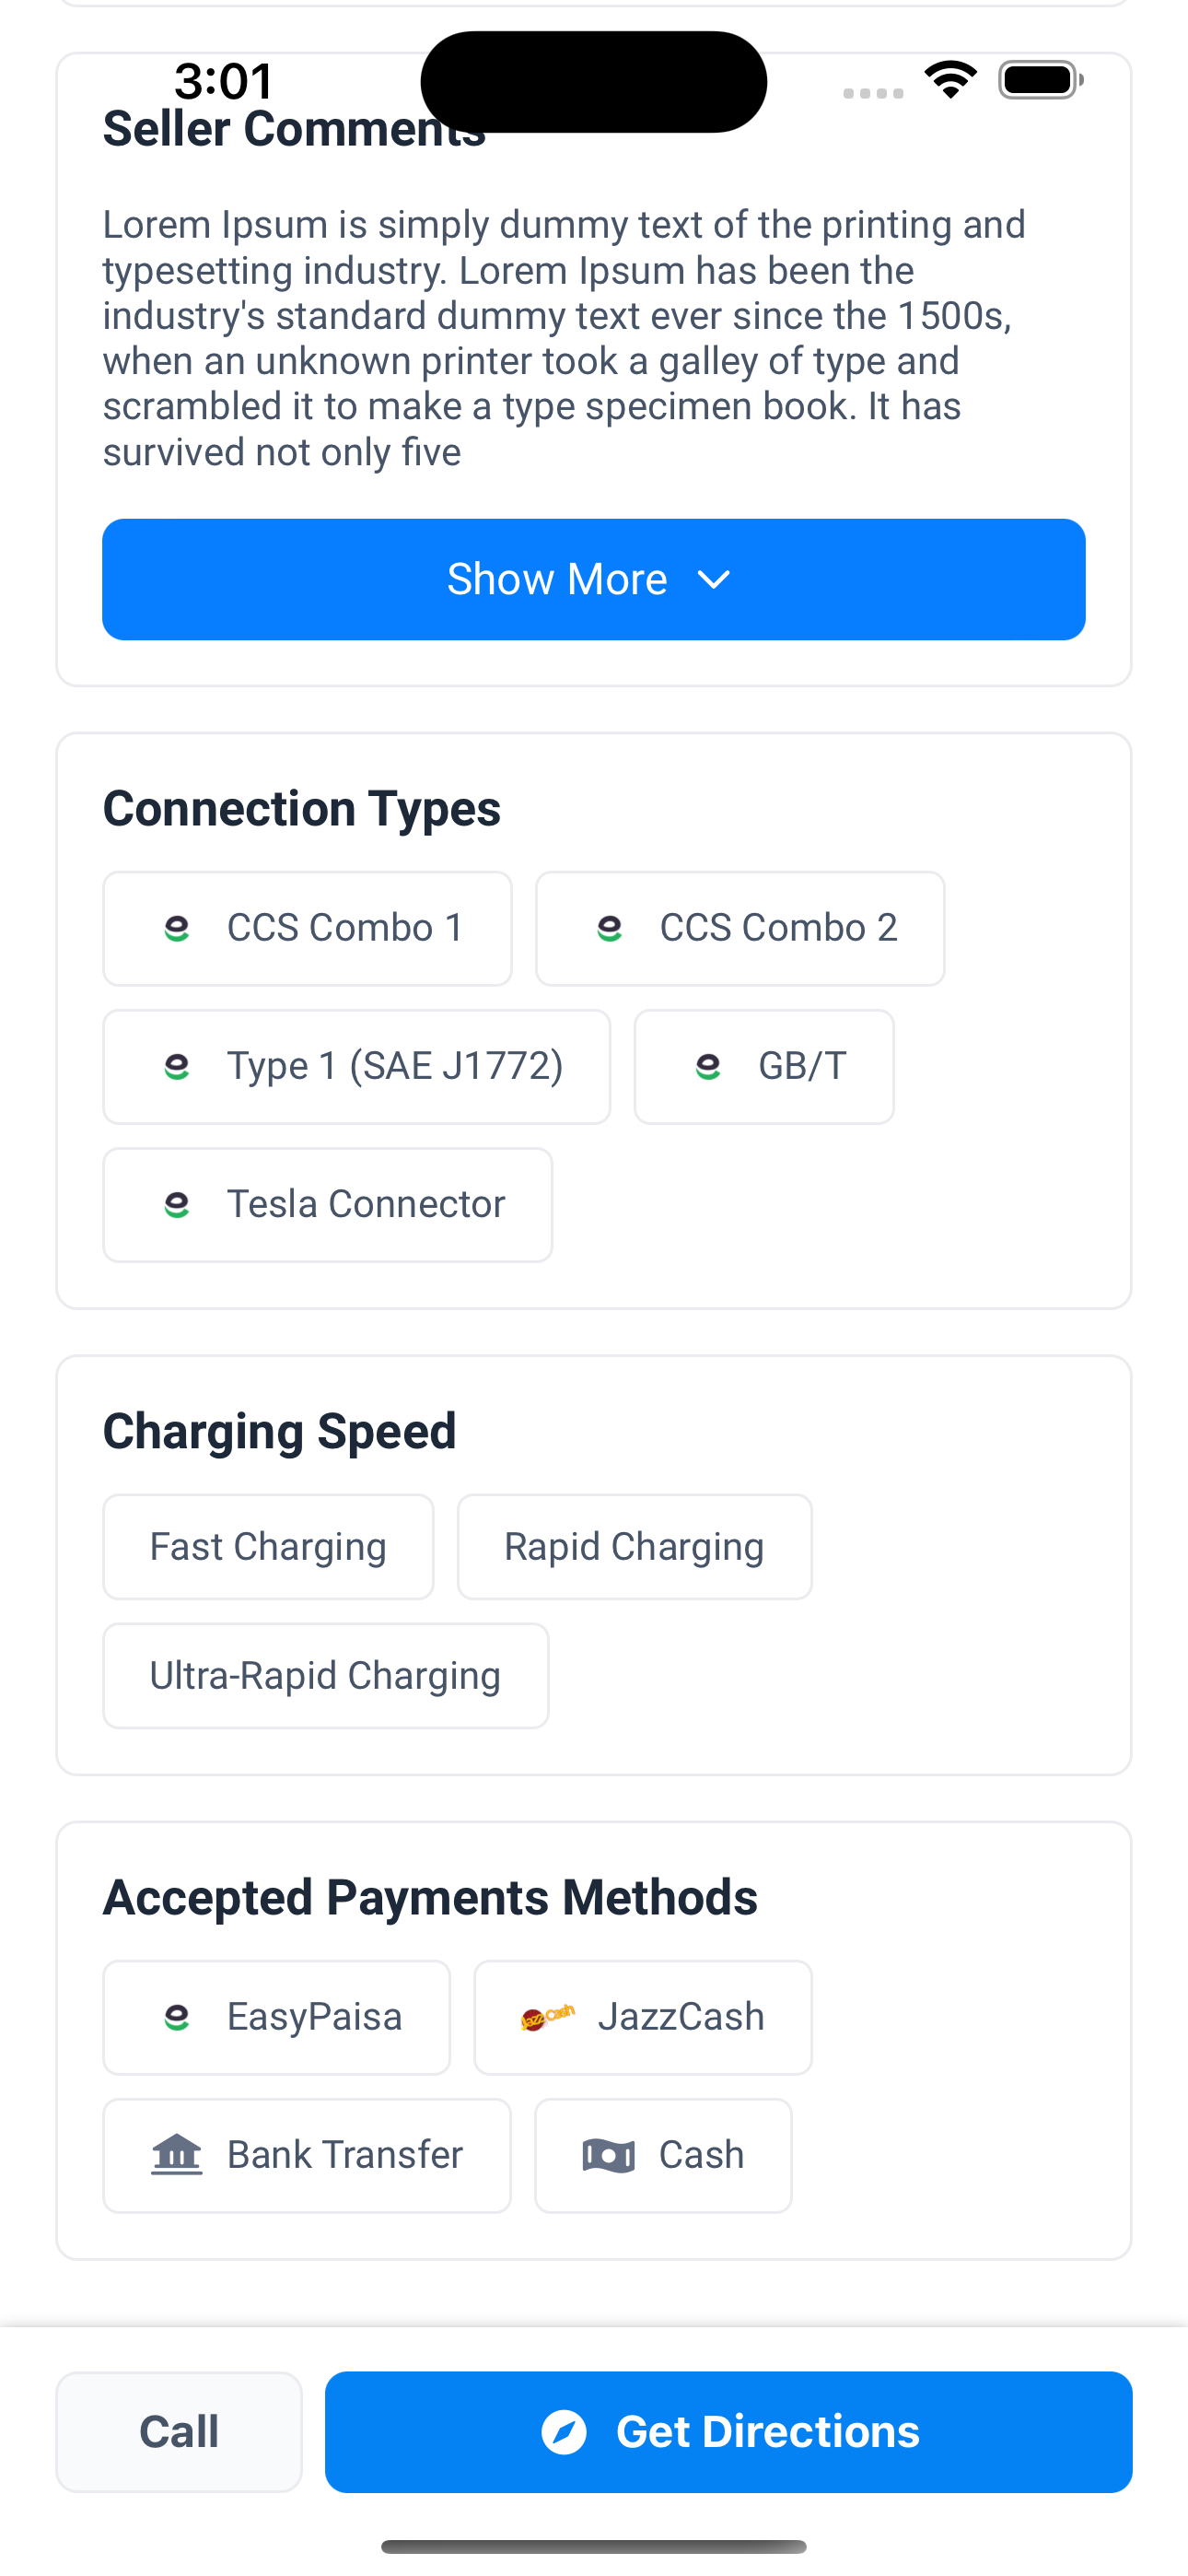 3:01
Seller Comments
Lorem Ipsum is simply dummy text of the printing and
typesetting industry. Lorem Ipsum has been the
industry's standard dummy text ever since the 1500s,
when an unknown printer took a galley of type and
scrambled it to make a type specimen book. It has
survived not only five
Show More
Connection Types
CCS Combo 1
CCS Combo 2
Type 1 (SAE J1772)
GB/T
Tesla Connector
Charging Speed
Fast Charging
Rapid Charging
Ultra-Rapid Charging
Accepted Payments Methods
EasyPaisa
JazzCash JazzCash
Bank Transfer
Cash
Call
Get Directions